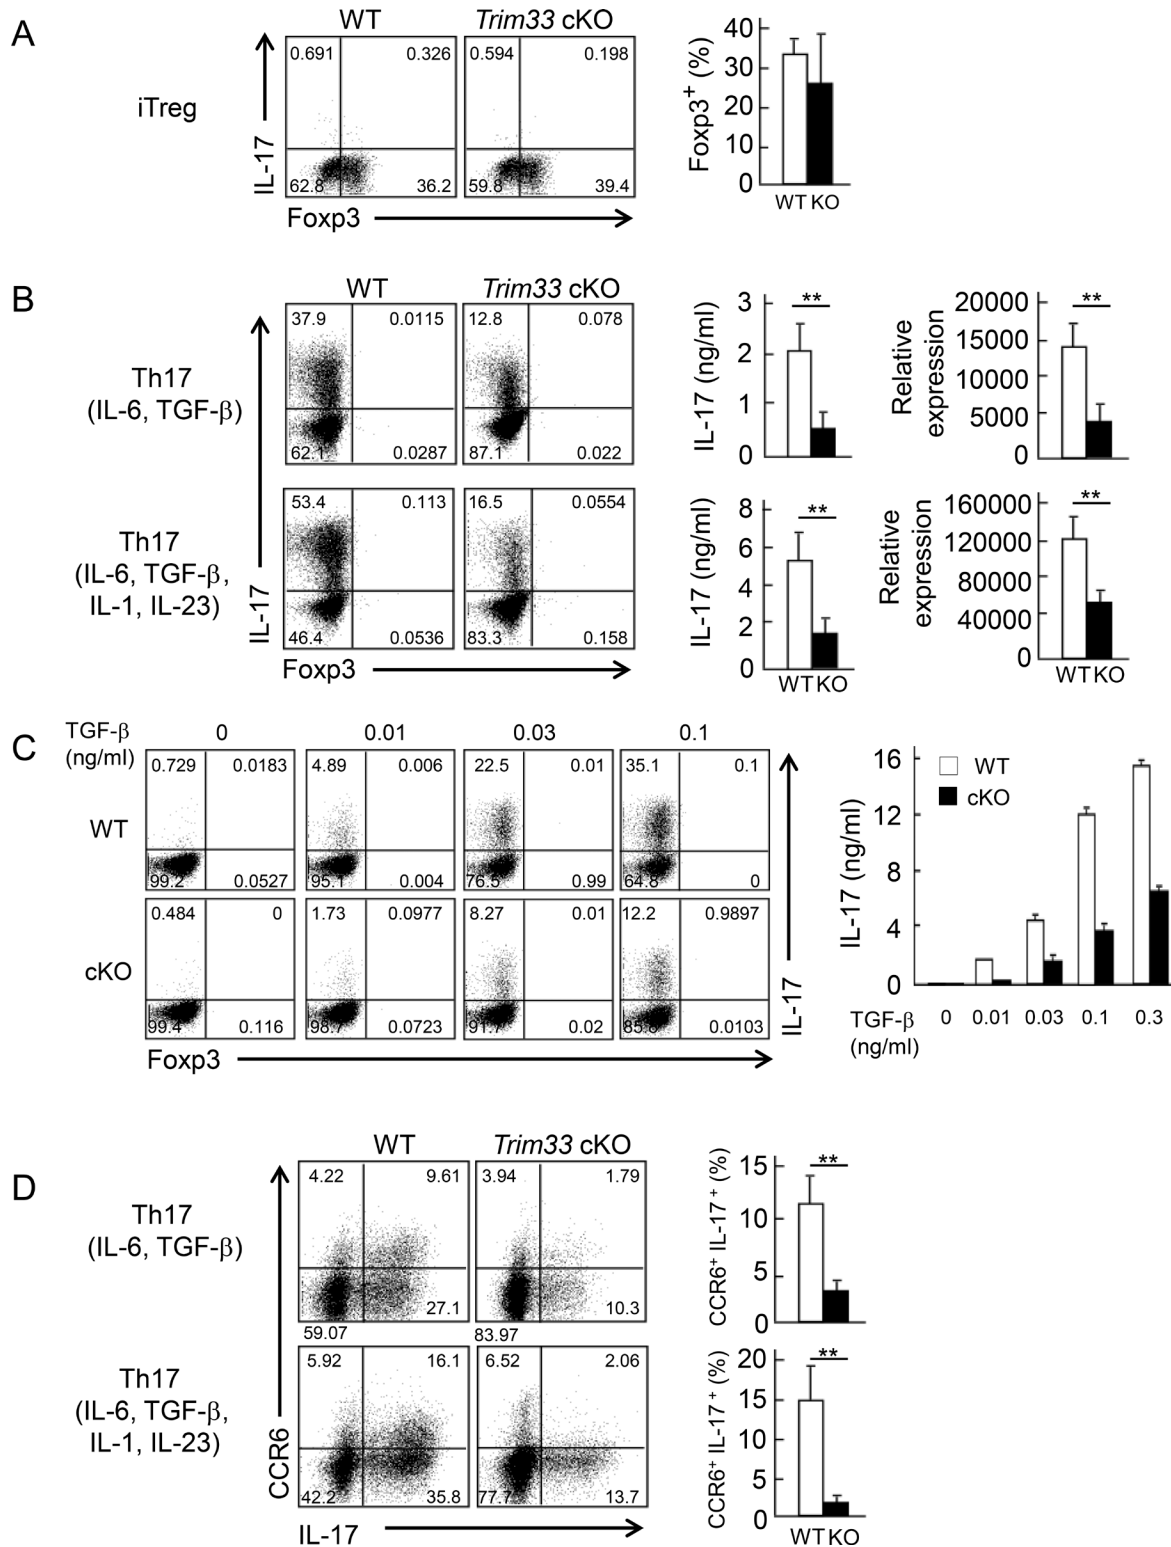 A
WT
Trim33 cKO
iTreg
IL-17
0.691
0.326
62.8
36.2
0.594
0.198
59.8
39.4
Foxp3
Foxp3+ (%)
40
30
20
10
0
WT KO
B
WT
Trim33 cKO
Th17
(IL-6, TGF-β)
37.9
0.0115
62.1
0.0287
12.8
0.078
87.1
0.022
IL-17 (ng/ml)
3
2
1
0
**
Relative
expression
20000
15000
10000
5000
0
**
Th17
(IL-6, TGF-β,
IL-1, IL-23)
IL-17
53.4
0.113
46.4
0.0536
16.5
0.0554
83.3
0.158
Foxp3
IL-17 (ng/ml)
8
6
4
2
0
**
WT KO
Relative
expression
160000
120000
80000
40000
0
**
WT KO
C
TGF-β
(ng/ml)
0
0.01
0.03
0.1
WT
0.729
0.0183
99.2
0.0527
4.89
0.006
95.1
0.004
22.5
0.01
76.5
0.99
35.1
0.1
64.8
0
cKO
0.484
0
99.4
0.116
1.73
0.0977
98.7
0.0723
8.27
0.01
91.7
0.02
12.2
0.9897
0.0103
Foxp3
IL-17
IL-17 (ng/ml)
16
12
8
4
0
WT
cKO
TGF-β
(ng/ml)
0
0.01
0.03
0.1
0.3
D
WT
Trim33 cKO
Th17
(IL-6, TGF-β)
4.22
9.61
59.07
27.1
3.94
1.79
83.97
10.3
CCR6+ IL-17+ (%)
15
10
5
0
**
Th17
(IL-6, TGF-β,
IL-1, IL-23)
CCR6
5.92
16.1
42.2
35.8
6.52
2.06
77.7
13.7
IL-17
CCR6+ IL-17+ (%)
20
15
10
5
0
**
WT KO